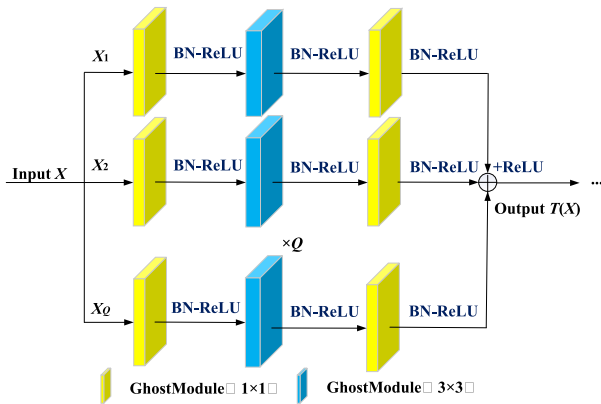 X1 BN-ReLU BN-ReLU BN-ReLU
Input X X2 BN-ReLU BN-ReLU BN-ReLU +ReLU ...
Output T(X)
×Q
XQ BN-ReLU BN-ReLU BN-ReLU
GhostModule□ 1×1□ GhostModule□ 3×3□